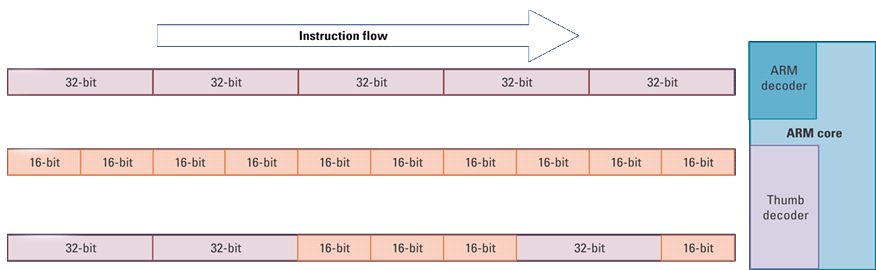 Instruction flow
32-bit 32-bit 32-bit 32-bit 32-bit
ARM
decoder
ARM core
16-bit 16-bit 16-bit 16-bit 16-bit 16-bit 16-bit 16-bit 16-bit 16-bit
Thumb
decoder
32-bit 32-bit 16-bit 16-bit 16-bit 32-bit 16-bit